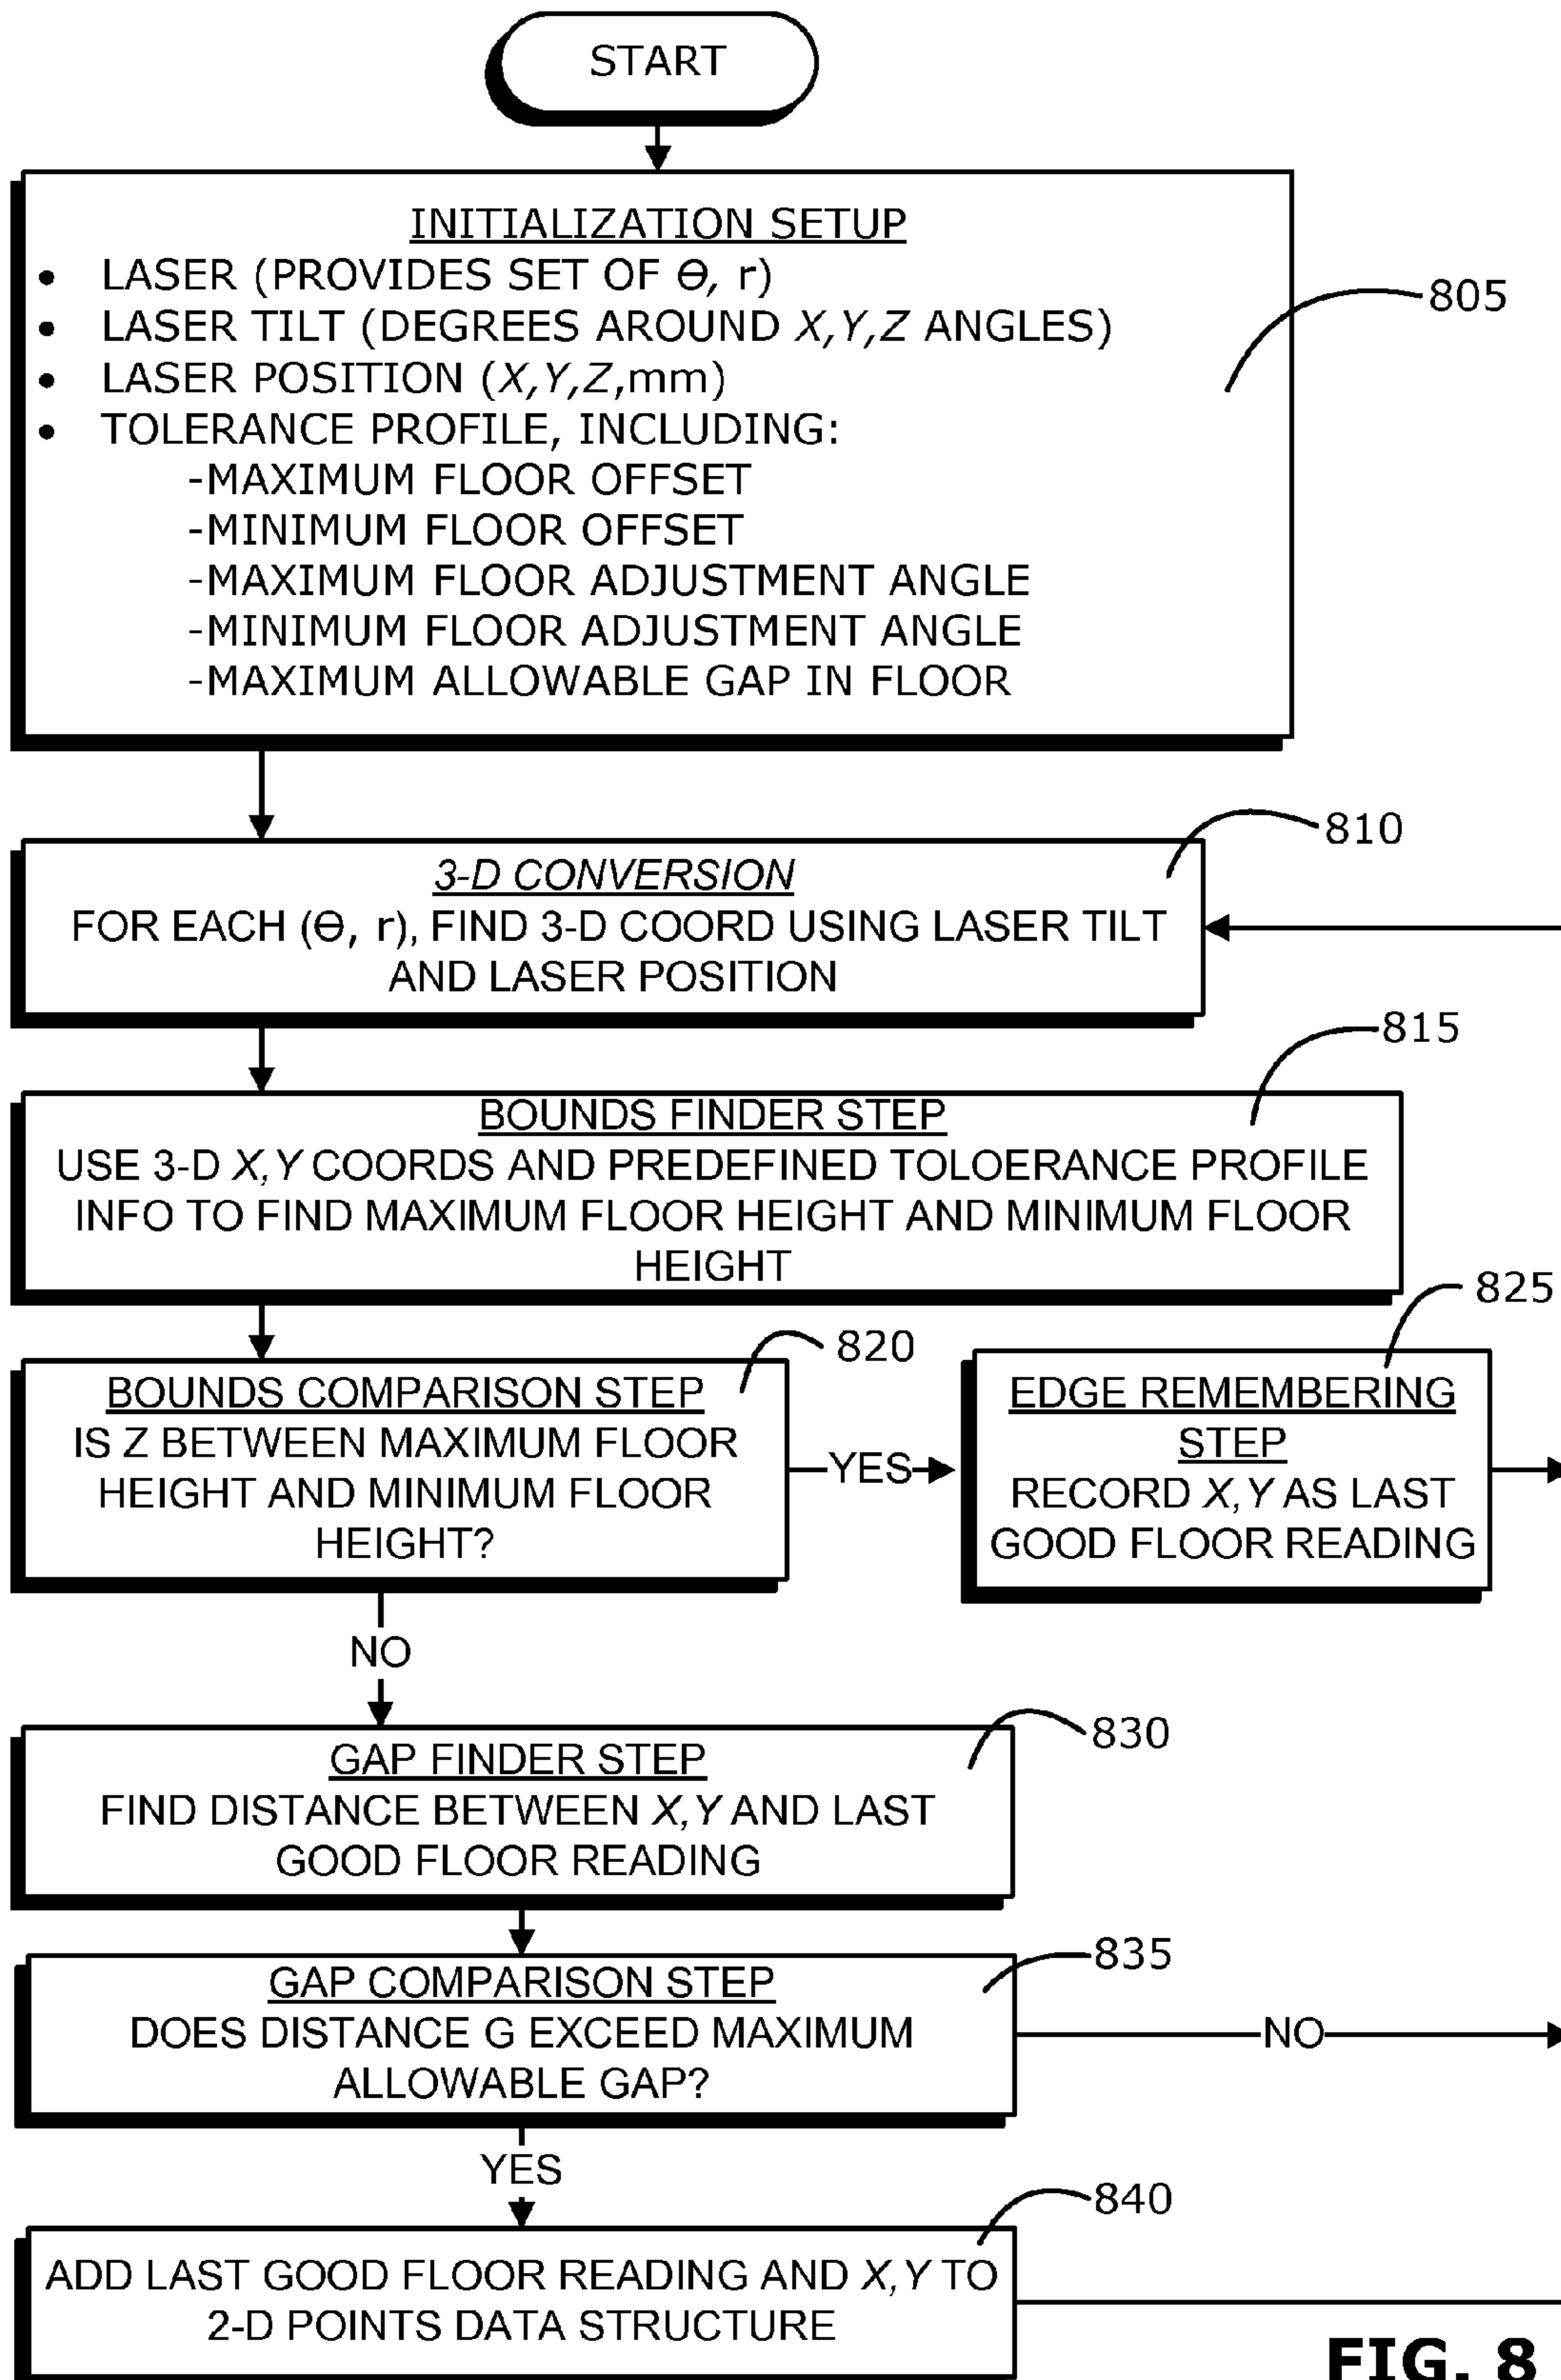 START
INITIALIZATION SETUP
• LASER (PROVIDES SET OF Θ, r)
• LASER TILT (DEGREES AROUND X,Y,Z ANGLES)
• LASER POSITION (X,Y,Z,mm)
• TOLERANCE PROFILE, INCLUDING:
-MAXIMUM FLOOR OFFSET
-MINIMUM FLOOR OFFSET
-MAXIMUM FLOOR ADJUSTMENT ANGLE
-MINIMUM FLOOR ADJUSTMENT ANGLE
-MAXIMUM ALLOWABLE GAP IN FLOOR
805
3-D CONVERSION
FOR EACH (Θ, r), FIND 3-D COORD USING LASER TILT
AND LASER POSITION
810
BOUNDS FINDER STEP
USE 3-D X,Y COORDS AND PREDEFINED TOLOERANCE PROFILE
INFO TO FIND MAXIMUM FLOOR HEIGHT AND MINIMUM FLOOR
HEIGHT
815
BOUNDS COMPARISON STEP
IS Z BETWEEN MAXIMUM FLOOR
HEIGHT AND MINIMUM FLOOR
HEIGHT?
820
YES
EDGE REMEMBERING
STEP
RECORD X,Y AS LAST
GOOD FLOOR READING
825
NO
GAP FINDER STEP
FIND DISTANCE BETWEEN X,Y AND LAST
GOOD FLOOR READING
830
GAP COMPARISON STEP
DOES DISTANCE G EXCEED MAXIMUM
ALLOWABLE GAP?
835
NO
YES
ADD LAST GOOD FLOOR READING AND X,Y TO
2-D POINTS DATA STRUCTURE
840
FIG. 8